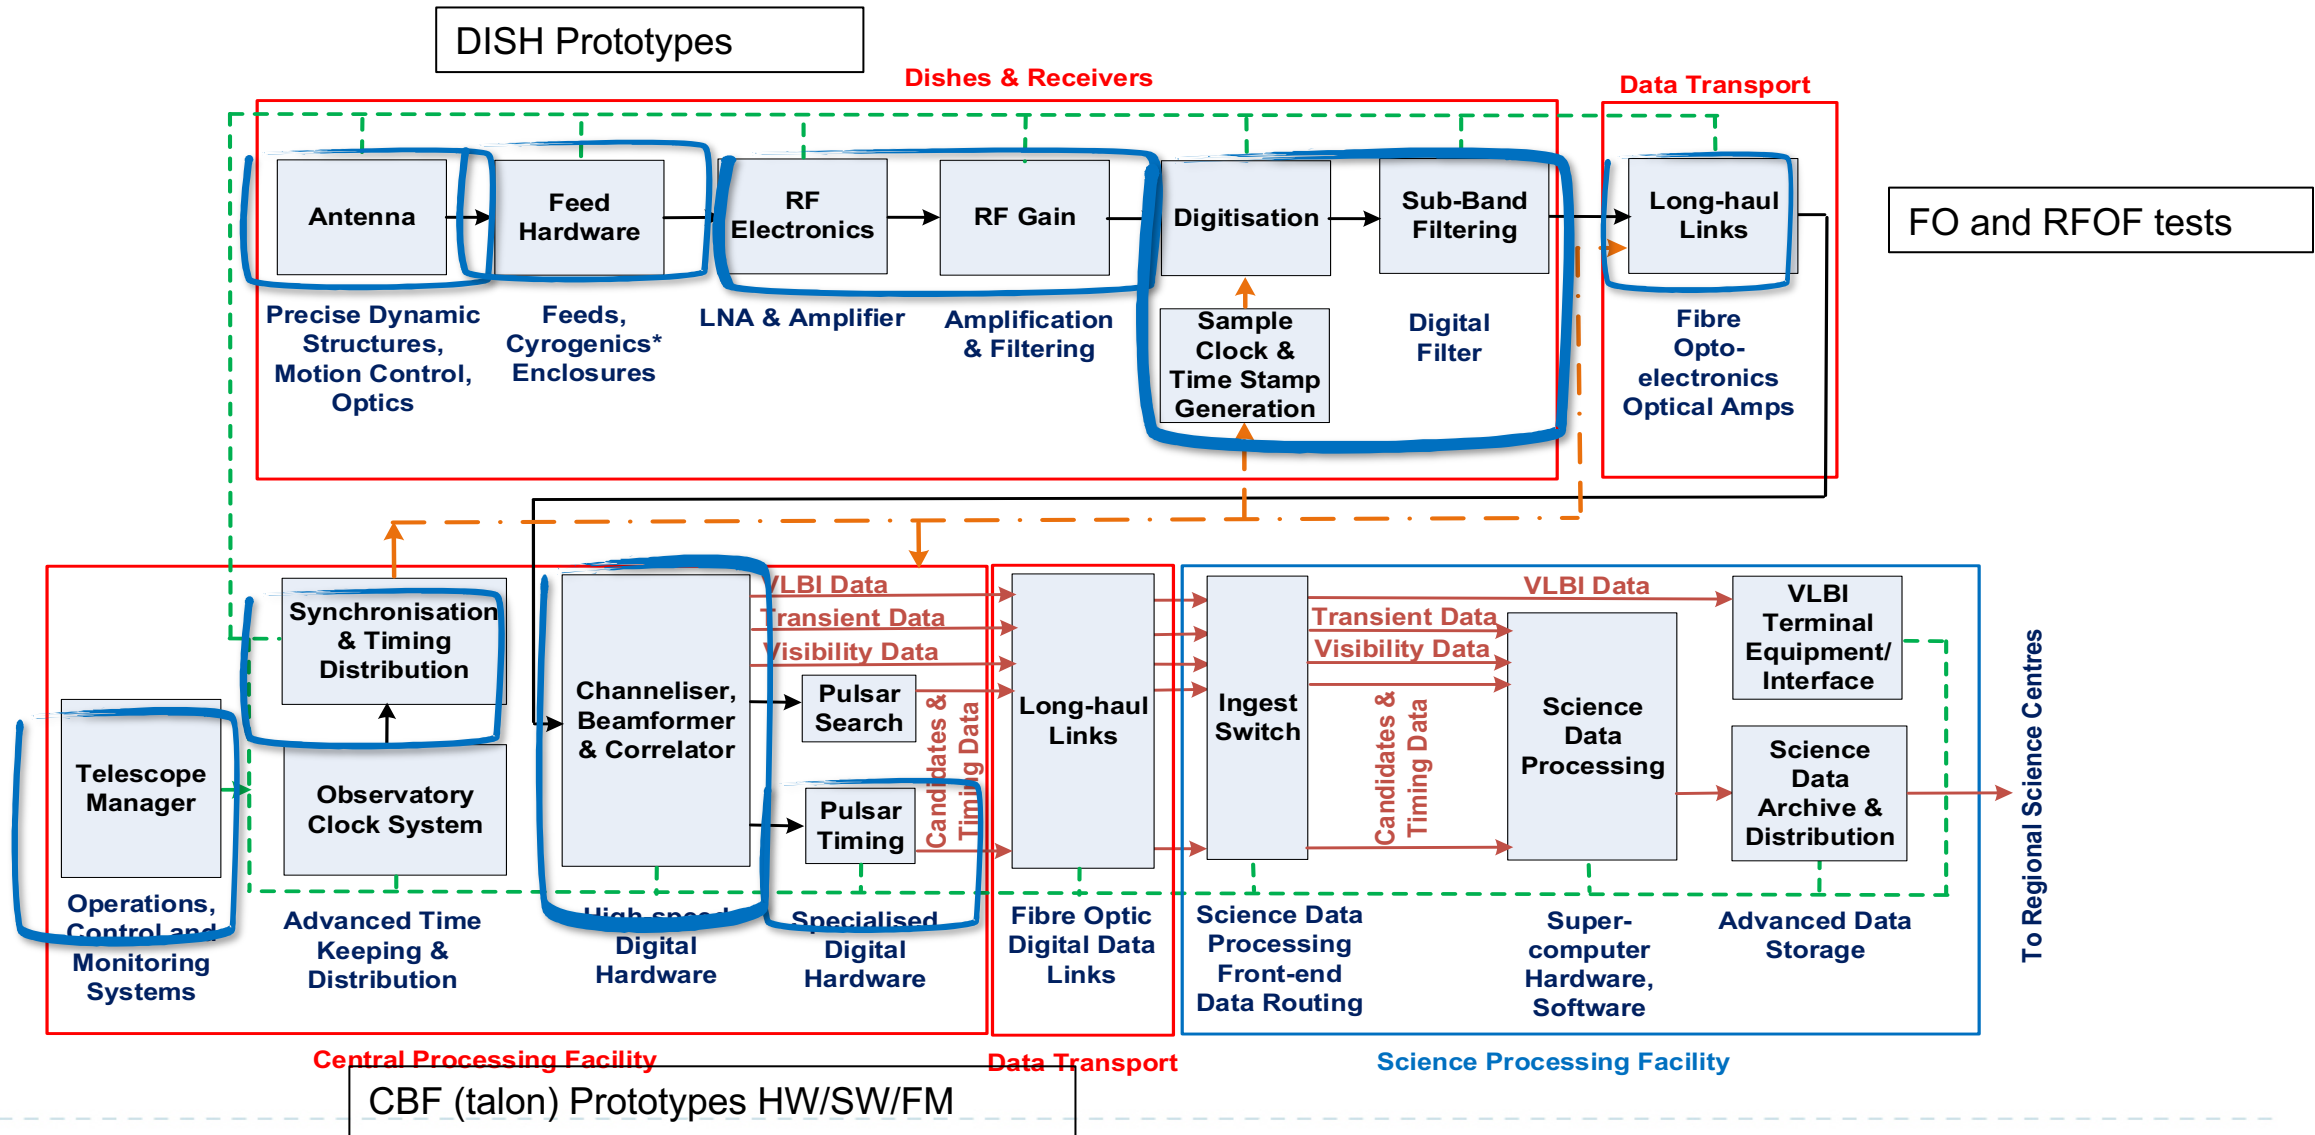 DISH Prototypes
Dishes & Receivers
Data Transport
Antenna
Feed
Hardware
RF
Electronics
RF Gain
Digitisation
Sub-Band
Filtering
Long-haul
Links
FO and RFOF tests
Precise Dynamic
Structures,
Motion Control,
Optics
Feeds,
Cyrogenics*
Enclosures
LNA & Amplifier
Amplification
& Filtering
Sample
Clock &
Time Stamp
Generation
Digital
Filter
Fibre
Opto-
electronics
Optical Amps
Synchronisation
& Timing
Distribution
Telescope
Manager
Observatory
Clock System
Channeliser,
Beamformer
& Correlator
VLBI Data
Transient Data
Visibility Data
Pulsar
Search
Pulsar
Timing
Candidates &
Timing Data
Long-haul
Links
Ingest
Switch
VLBI Data
Transient Data
Visibility Data
Candidates &
Timing Data
Science
Data
Processing
VLBI
Terminal
Equipment/
Interface
Science
Data
Archive &
Distribution
To Regional Science Centres
Operations,
Control and
Monitoring
Systems
Advanced Time
Keeping &
Distribution
High-speed
Digital
Hardware
Specialised
Digital
Hardware
Fibre Optic
Digital Data
Links
Science Data
Processing
Front-end
Data Routing
Super-
computer
Hardware,
Software
Advanced Data
Storage
Central Processing Facility
Data Transport
Science Processing Facility
CBF (talon) Prototypes HW/SW/FM